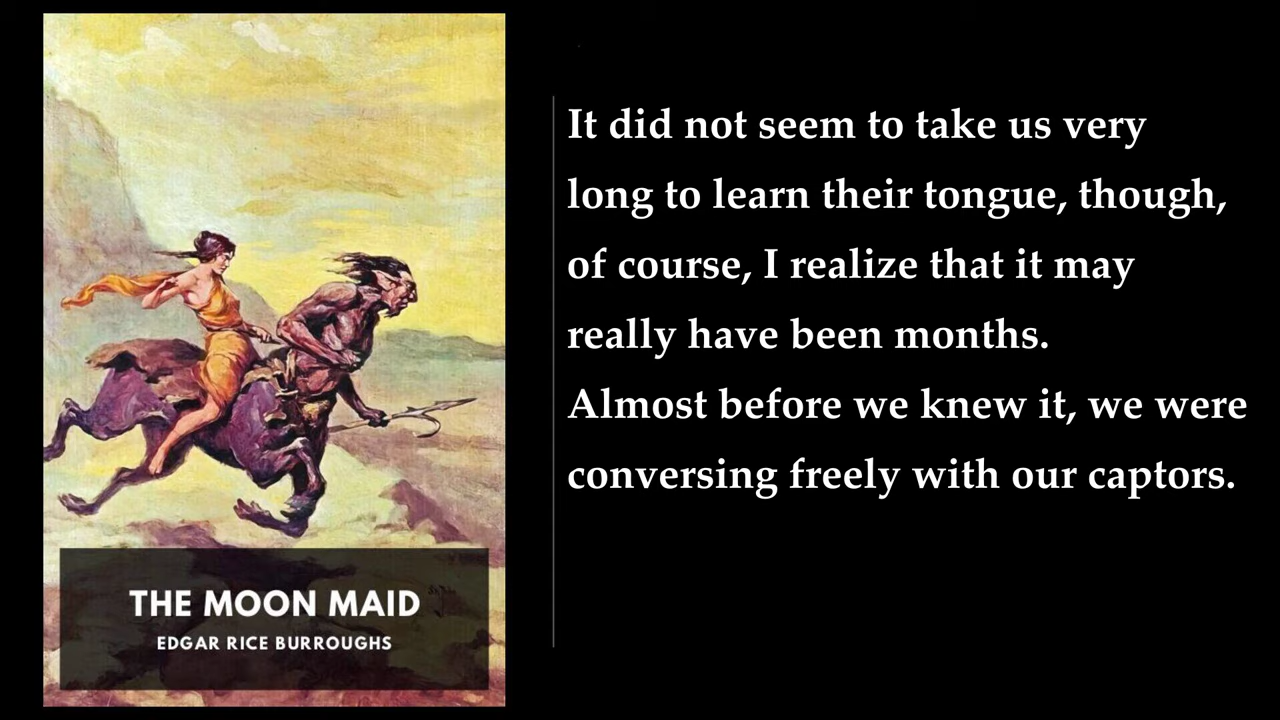 It did not seem to take us very
long to learn their tongue, though,
of course, I realize that it may
really have been months.
Almost before we knew it, we were
conversing freely with our captors.
THE MOON MAID
EDGAR RICE BURROUGHS